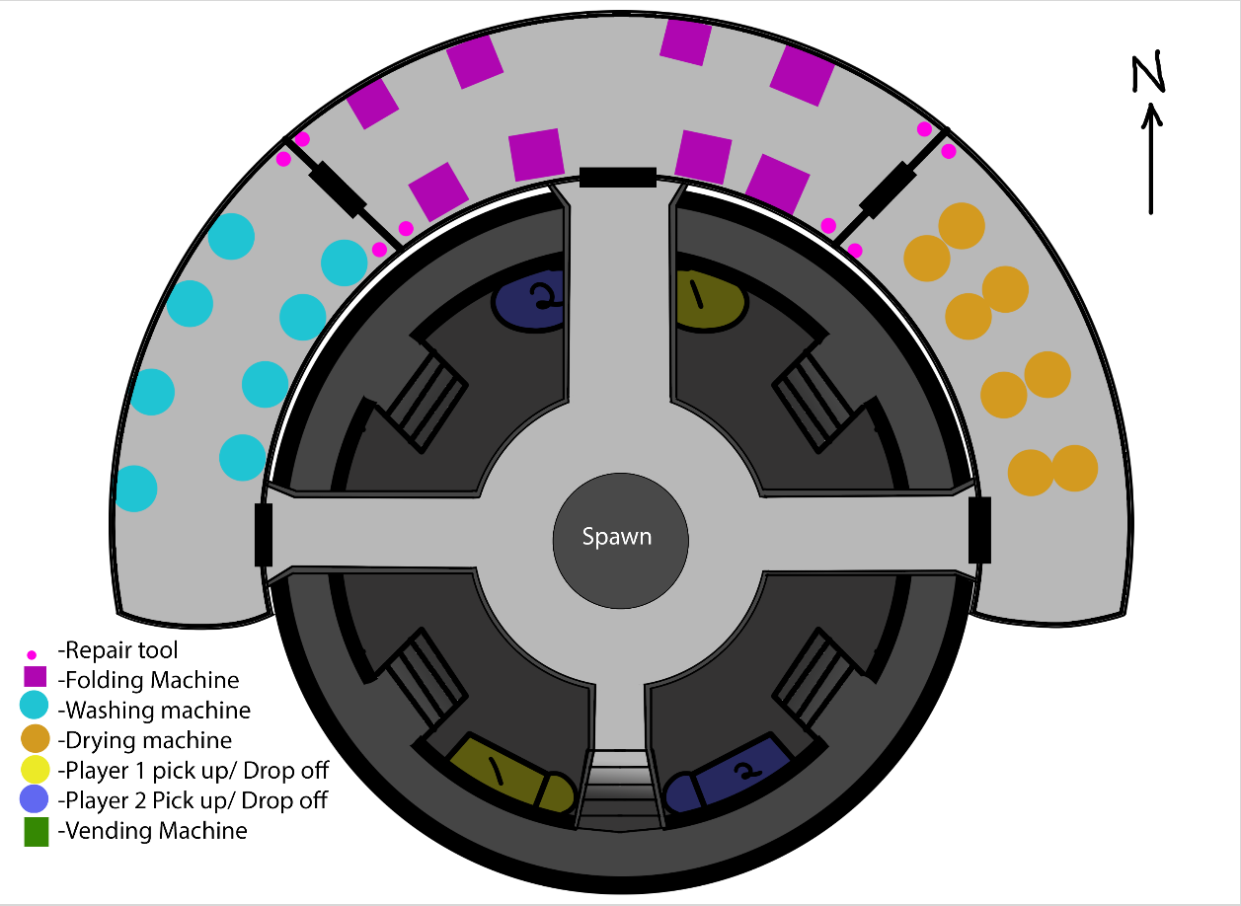 N
2
1
Spawn
-Repair tool
-Folding Machine
-Washing machine
-Drying machine
-Player 1 pick up/ Drop off
-Player 2 Pick up/ Drop off
-Vending Machine
1
2